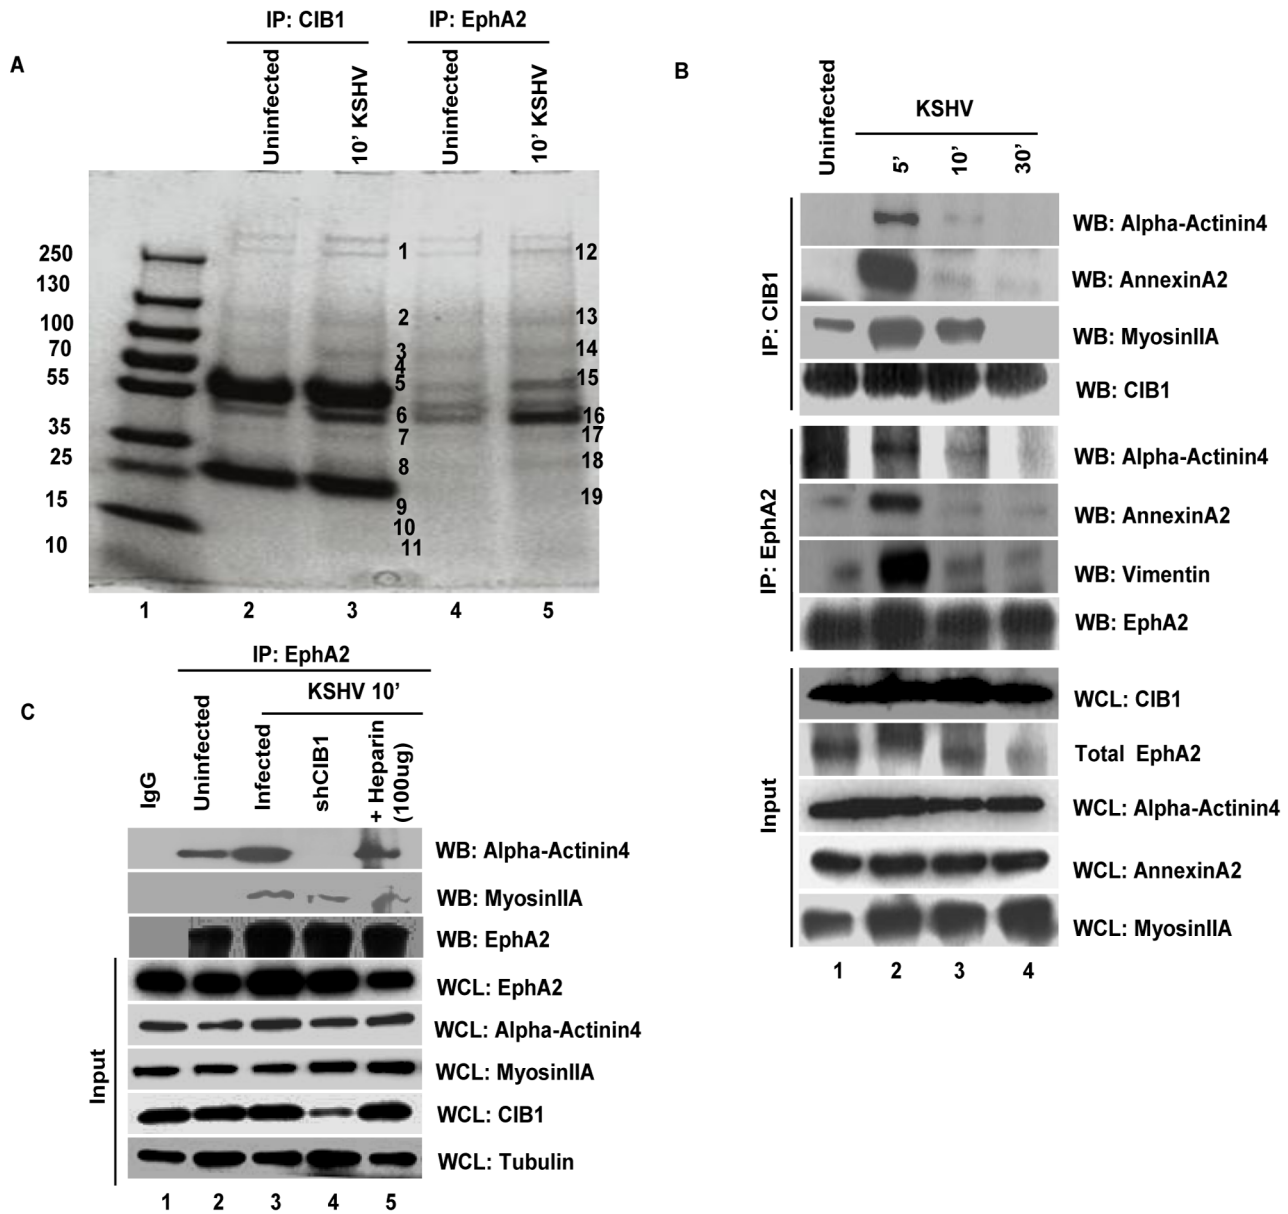 A
IP: CIB1
IP: EphA2
Uninfected
10' KSHV
Uninfected
10' KSHV
250
130
100
70
55
35
25
15
10
1
2
3
4
5
6
7
8
9
10
11
12
13
14
15
16
17
18
19
1 2 3 4 5
B
Uninfected
KSHV
5' 10' 30'
IP: CIB1
WB: Alpha-Actinin4
WB: AnnexinA2
WB: MyosinIIA
WB: CIB1
IP: EphA2
WB: Alpha-Actinin4
WB: AnnexinA2
WB: Vimentin
WB: EphA2
Input
WCL: CIB1
Total EphA2
WCL: Alpha-Actinin4
WCL: AnnexinA2
WCL: MyosinIIA
1 2 3 4
C
IP: EphA2
KSHV 10'
IgG
Uninfected
Infected
shCIB1
+ Heparin
(100ug)
WB: Alpha-Actinin4
WB: MyosinIIA
WB: EphA2
Input
WCL: EphA2
WCL: Alpha-Actinin4
WCL: MyosinIIA
WCL: CIB1
WCL: Tubulin
1 2 3 4 5